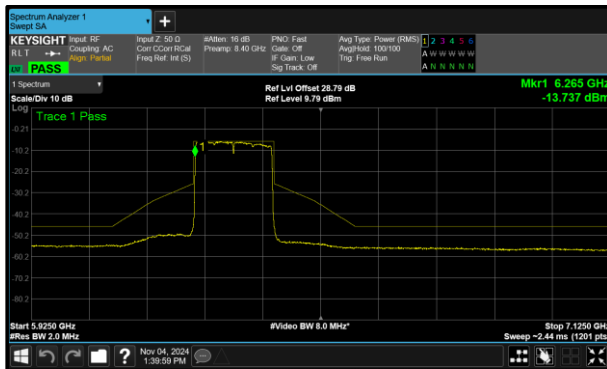 Spectrum Analyzer 1
Swept SA
KEYSIGHT
RLT
LXI
PASS
Input: RF
Coupling: AC
Align: Partial
Input Z: 50 Ω
Corr CCorr RCal
Freq Ref: Int (S)
#Atten: 16 dB
Preamp: 8.40 GHz
PNO: Fast
Gate: Off
IF Gain: Low
Sig Track: Off
Avg Type: Power (RMS)
Avg|Hold: 100/100
Trig: Free Run
1 2 3 4 5 6
A W W W W W
A N N N N N
1 Spectrum
Scale/Div 10 dB
Log
Ref Lvl Offset 28.79 dB
Ref Level 9.79 dBm
Mkr1 6.265 GHz
-13.737 dBm
Trace 1 Pass
1
-0.21
-10.2
-20.2
-30.2
-40.2
-50.2
-60.2
-70.2
-80.2
Start 5.9250 GHz
#Res BW 2.0 MHz
#Video BW 8.0 MHz*
Stop 7.1250 GHz
Sweep ~2.44 ms (1201 pts)
?
Nov 04, 2024
1:39:59 PM